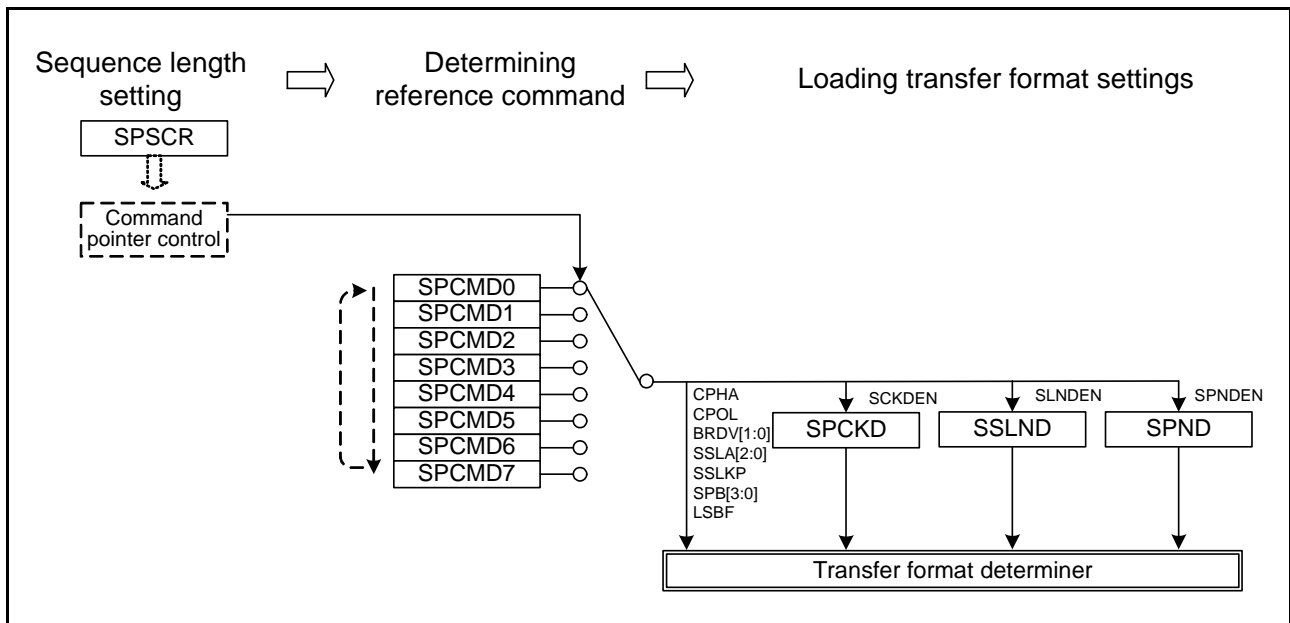 Sequence length
setting
Determining
reference command
Loading transfer format settings
SPSCR
Command
pointer control
SPCMD0
SPCMD1
SPCMD2
SPCMD3
SPCMD4
SPCMD5
SPCMD6
SPCMD7
CPHA
CPOL
BRDV[1:0]
SSLA[2:0]
SSLKP
SPB[3:0]
LSBF
SCKDEN
SPCKD
SLNDEN
SSLND
SPNDEN
SPND
Transfer format determiner